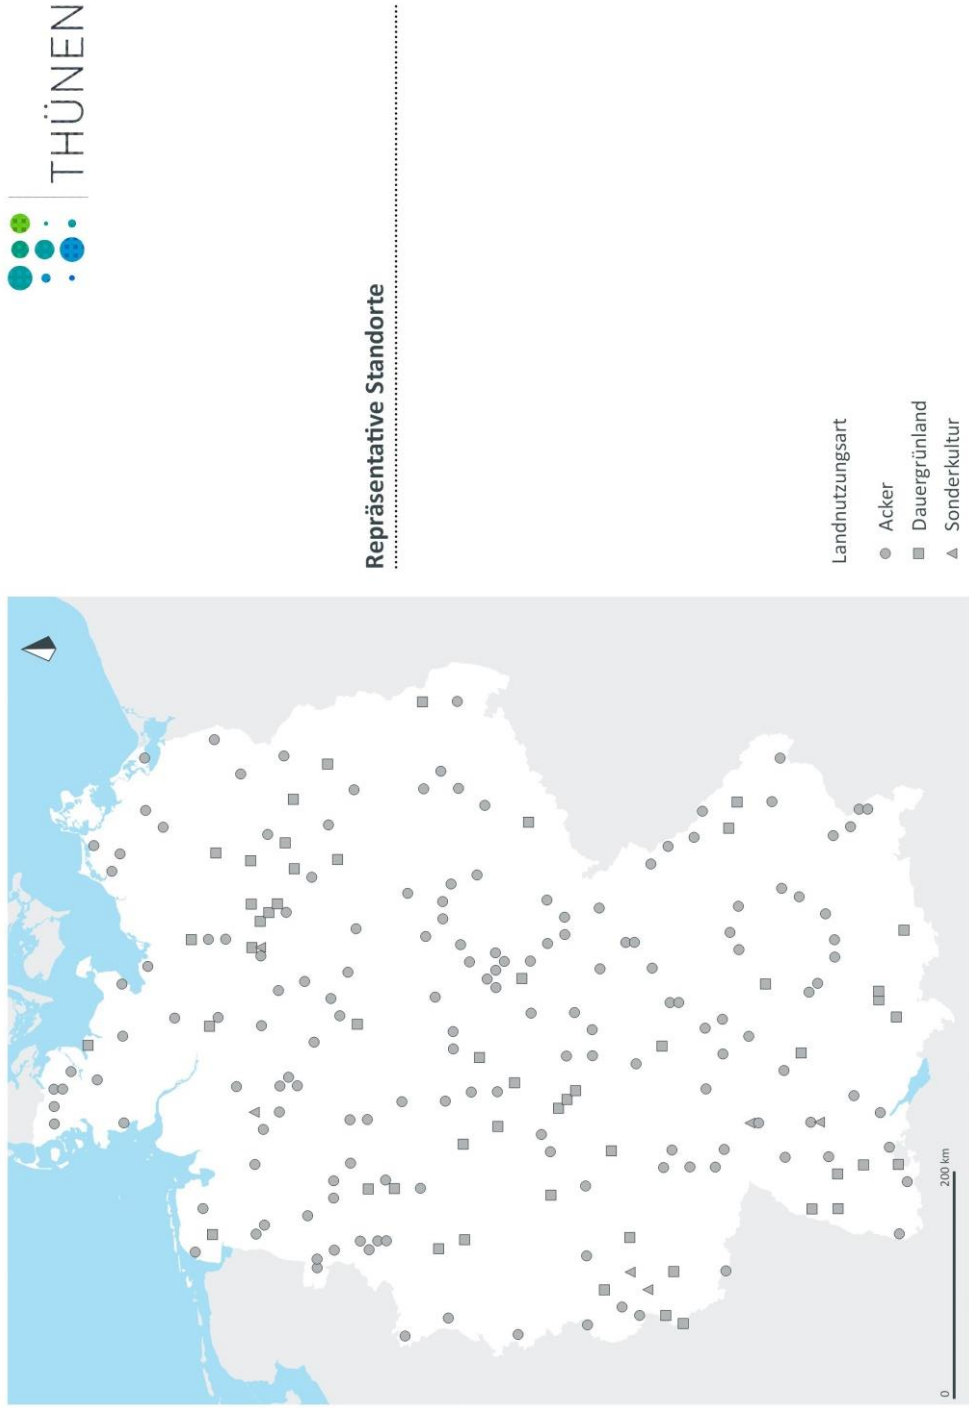 THÜNEN
Repräsentative Standorte
Landnutzungsart
Acker
Dauergrünland
Sonderkultur
0
200 km